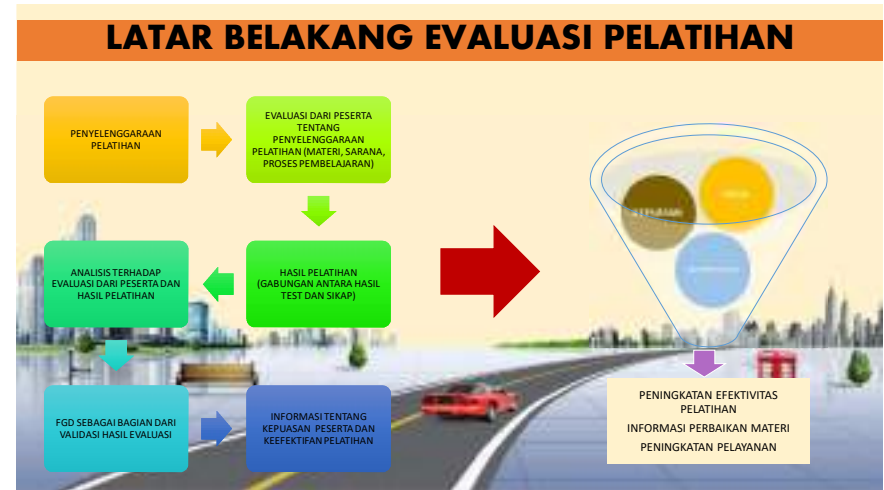 LATAR BELAKANG EVALUASI PELATIHAN
PENYELENGGARAAN
PELATIHAN
EVALUASI DARI PESERTA
TENTANG
PENYELENGGARAAN
PELATIHAN (MATERI, SARANA,
PROSES PEMBELAJARAN)
HASIL PELATIHAN
(GABUNGAN ANTARA HASIL
TEST DAN SIKAP)
ANALISIS TERHADAP
EVALUASI DARI PESERTA DAN
HASIL PELATIHAN
FGD SEBAGAI BAGIAN DARI
VALIDASI HASIL EVALUASI
INFORMASI TENTANG
KEPUASAN PESERTA DAN
KEEFEKTIFAN PELATIHAN
PENINGKATAN EFEKTIVITAS
PELATIHAN
INFORMASI PERBAIKAN MATERI
PENINGKATAN PELAYANAN